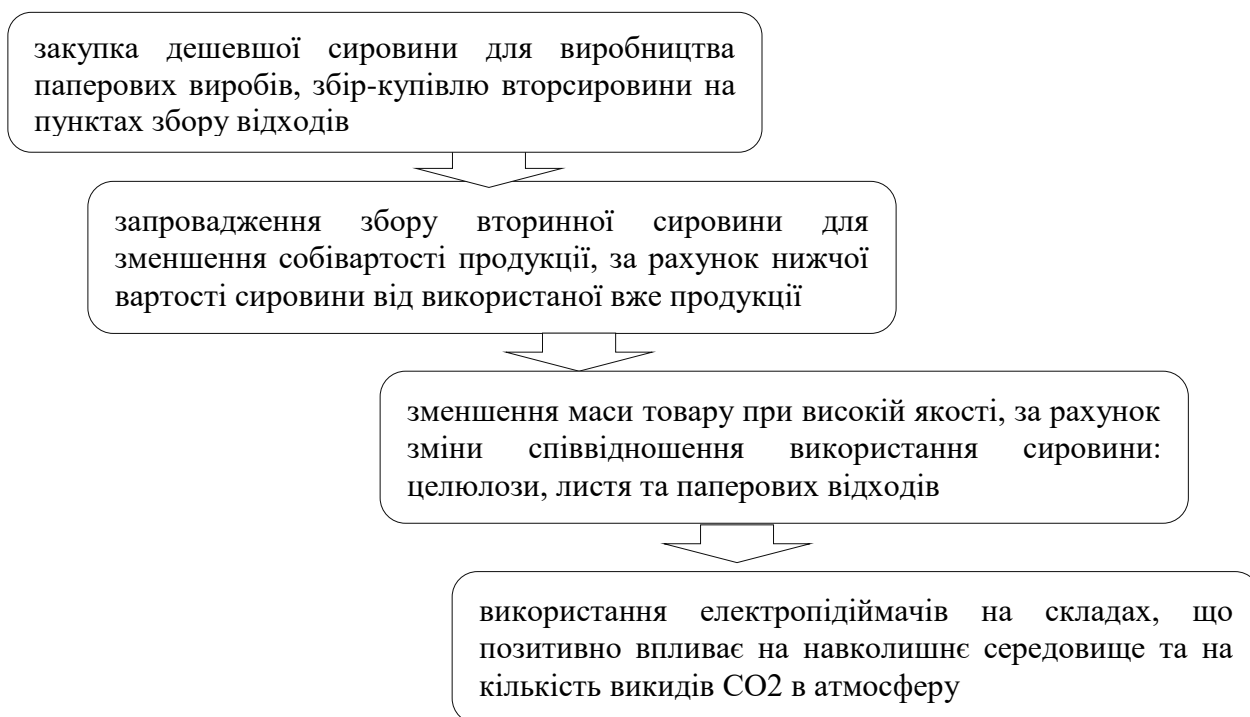 закупка дешевшої сировини для виробництва
паперових виробів, збір-купівлю вторсировини на
пунктах збору відходів
запровадження збору вторинної сировини для
зменшення собівартості продукції, за рахунок нижчої
вартості сировини від використаної вже продукції
зменшення маси товару при високій якості, за рахунок
зміни співвідношення використання сировини:
целюлози, листя та паперових відходів
використання електропідіймачів на складах, що
позитивно впливає на навколишнє середовище та на
кількість викидів СО2 в атмосферу